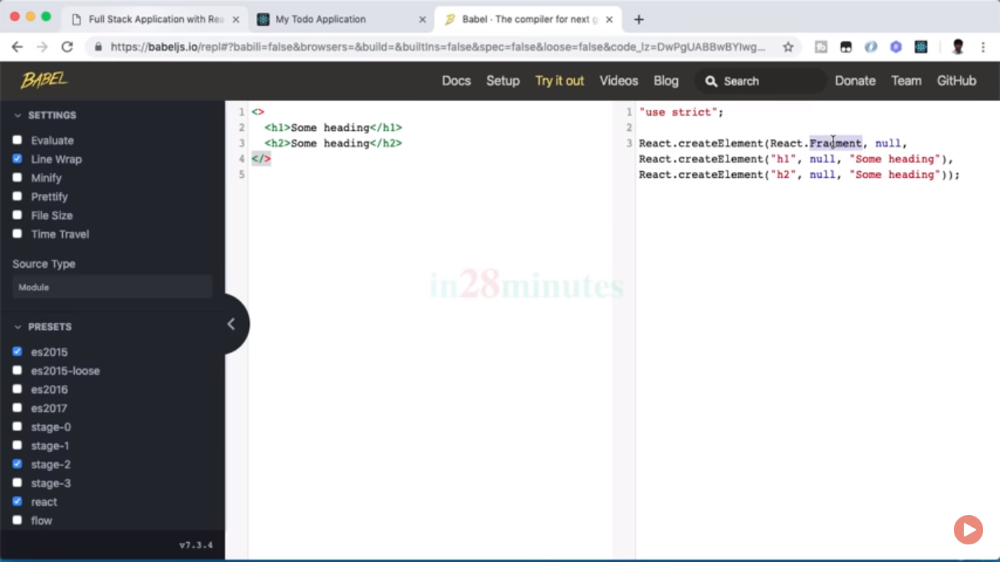 Full Stack Application with Rea
My Todo Application
Babel · The compiler for next g
https://babeljs.io/repl#?babili=false&browsers=&build=&builtIns=false&spec=false&loose=false&code_lz=DwPgUABBwBYIwg...
BABEL
Docs
Setup
Try it out
Videos
Blog
Search
Donate
Team
GitHub
SETTINGS
Evaluate
Line Wrap
Minify
Prettify
File Size
Time Travel
Source Type
Module
PRESETS
es2015
es2015-loose
es2016
es2017
stage-0
stage-1
stage-2
stage-3
react
flow
v7.3.4
1 <>
2 <h1>Some heading</h1>
3 <h2>Some heading</h2>
4 </>
5
1 "use strict";
2
3 React.createElement(React.Fragment, null,
React.createElement("h1", null, "Some heading"),
React.createElement("h2", null, "Some heading"));
in28minutes